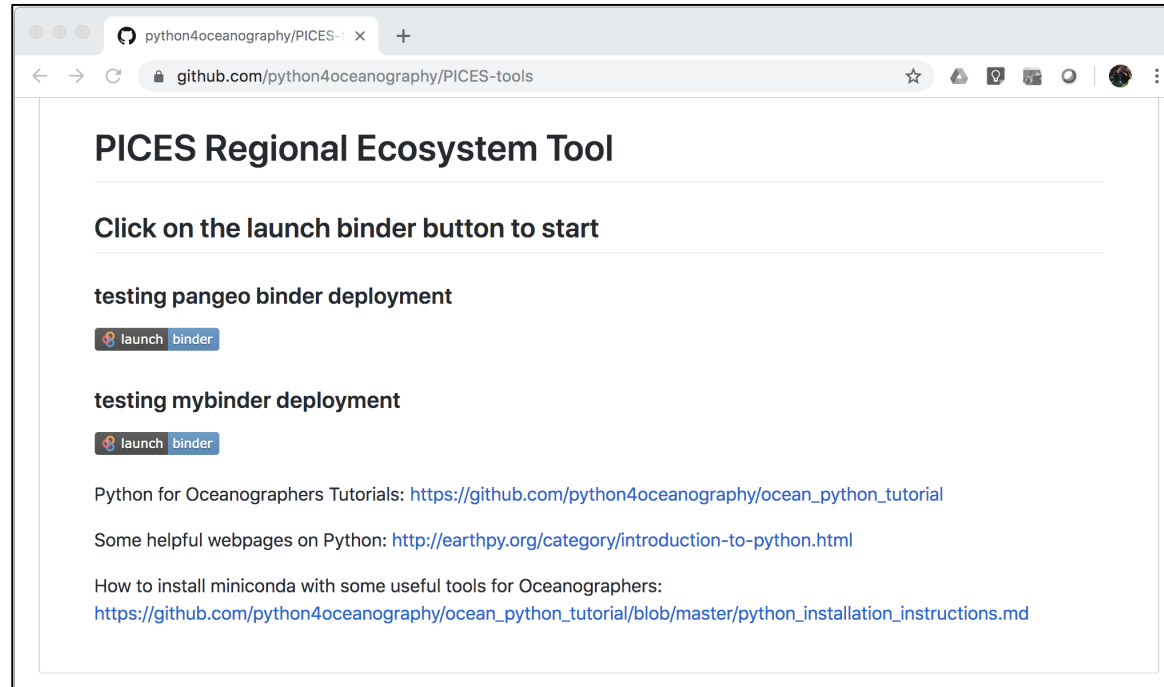 python4oceanography/PICES-t
github.com/python4oceanography/PICES-tools
PICES Regional Ecosystem Tool
Click on the launch binder button to start
testing pangeo binder deployment
launch binder
testing mybinder deployment
launch binder
Python for Oceanographers Tutorials: https://github.com/python4oceanography/ocean_python_tutorial
Some helpful webpages on Python: http://earthpy.org/category/introduction-to-python.html
How to install miniconda with some useful tools for Oceanographers:
https://github.com/python4oceanography/ocean_python_tutorial/blob/master/python_installation_instructions.md